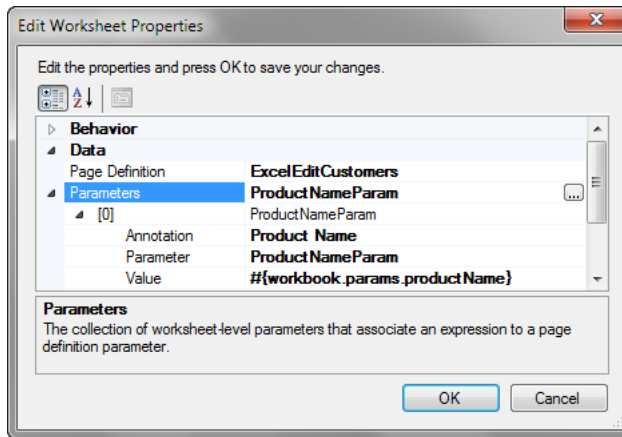 Edit Worksheet Properties
Edit the properties and press OK to save your changes.
A
Z
Behavior
Data
Page Definition ExcelEditCustomers
Parameters ProductNameParam ...
[0] ProductNameParam
Annotation Product Name
Parameter ProductNameParam
Value #{workbook.params.productName}
Parameters
The collection of worksheet-level parameters that associate an expression to a page
definition parameter.
OK Cancel